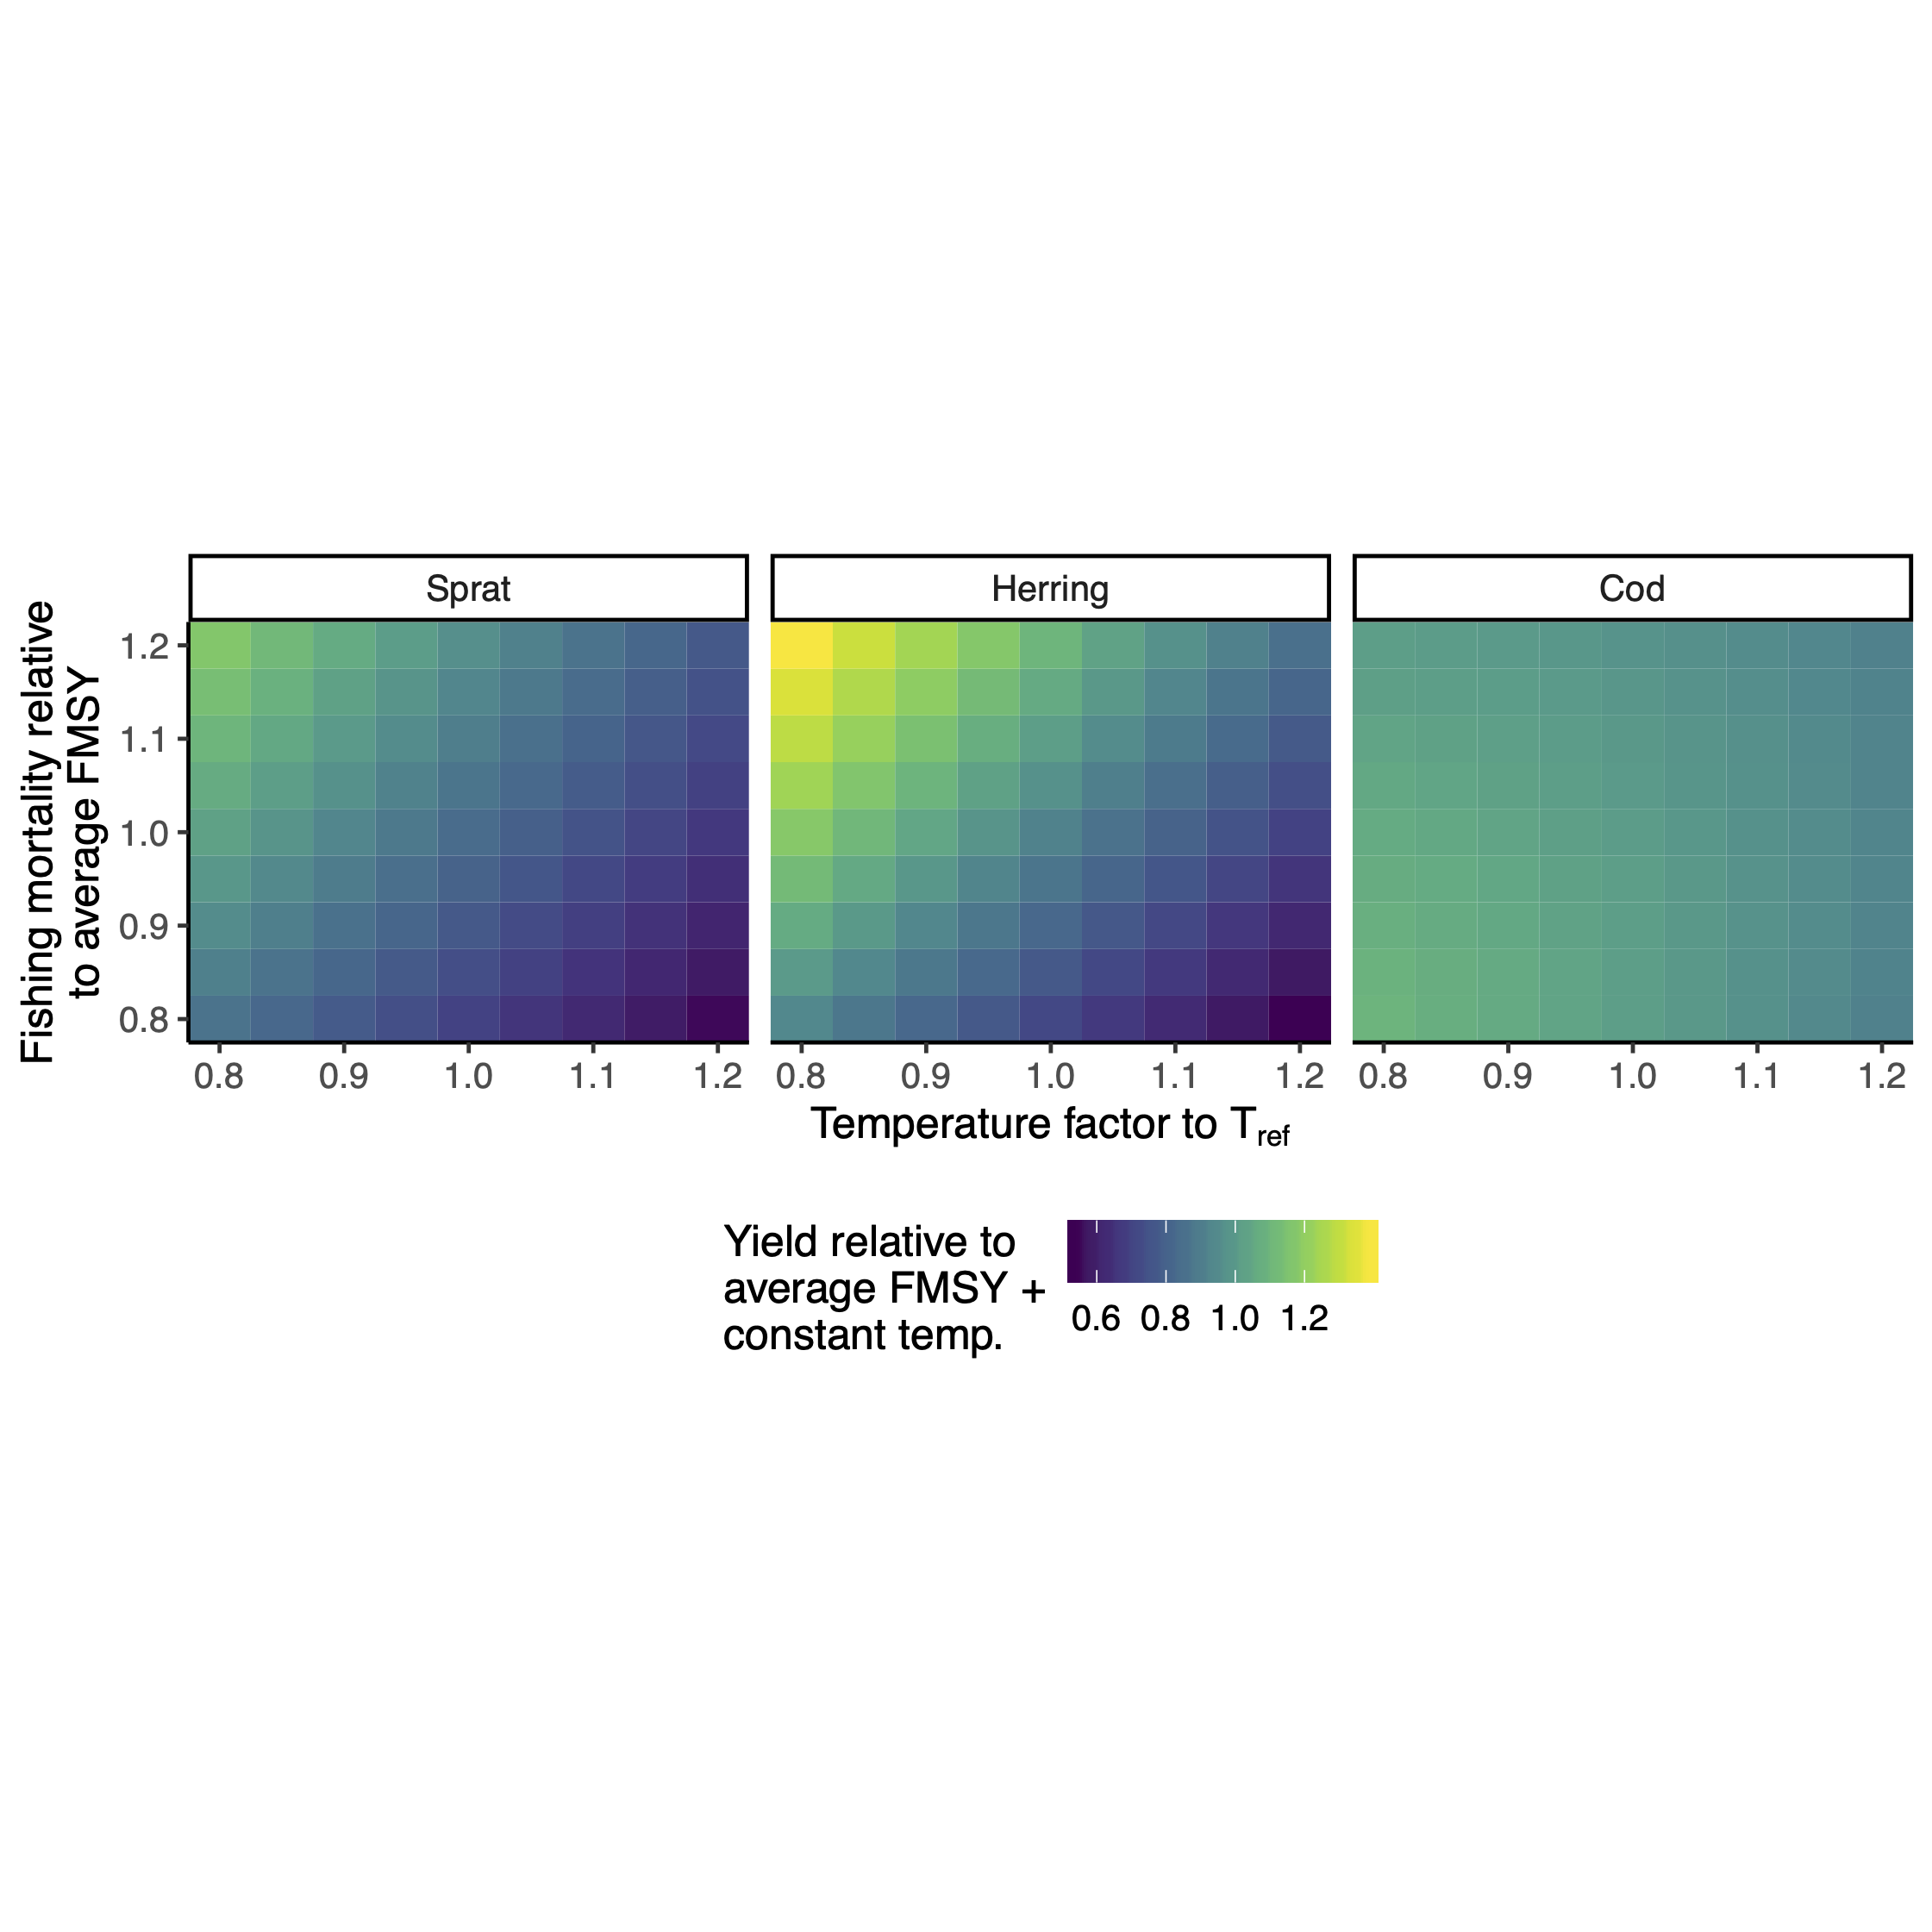 Sprat
Herring
Cod
Fishing mortality relative
to average FMSY
1.2
1.1
1.0
0.9
0.8
0.8 0.9 1.0 1.1 1.2
0.8 0.9 1.0 1.1 1.2
0.8 0.9 1.0 1.1 1.2
Temperature factor to Tref
Yield relative to
average FMSY +
constant temp.
0.6 0.8 1.0 1.2